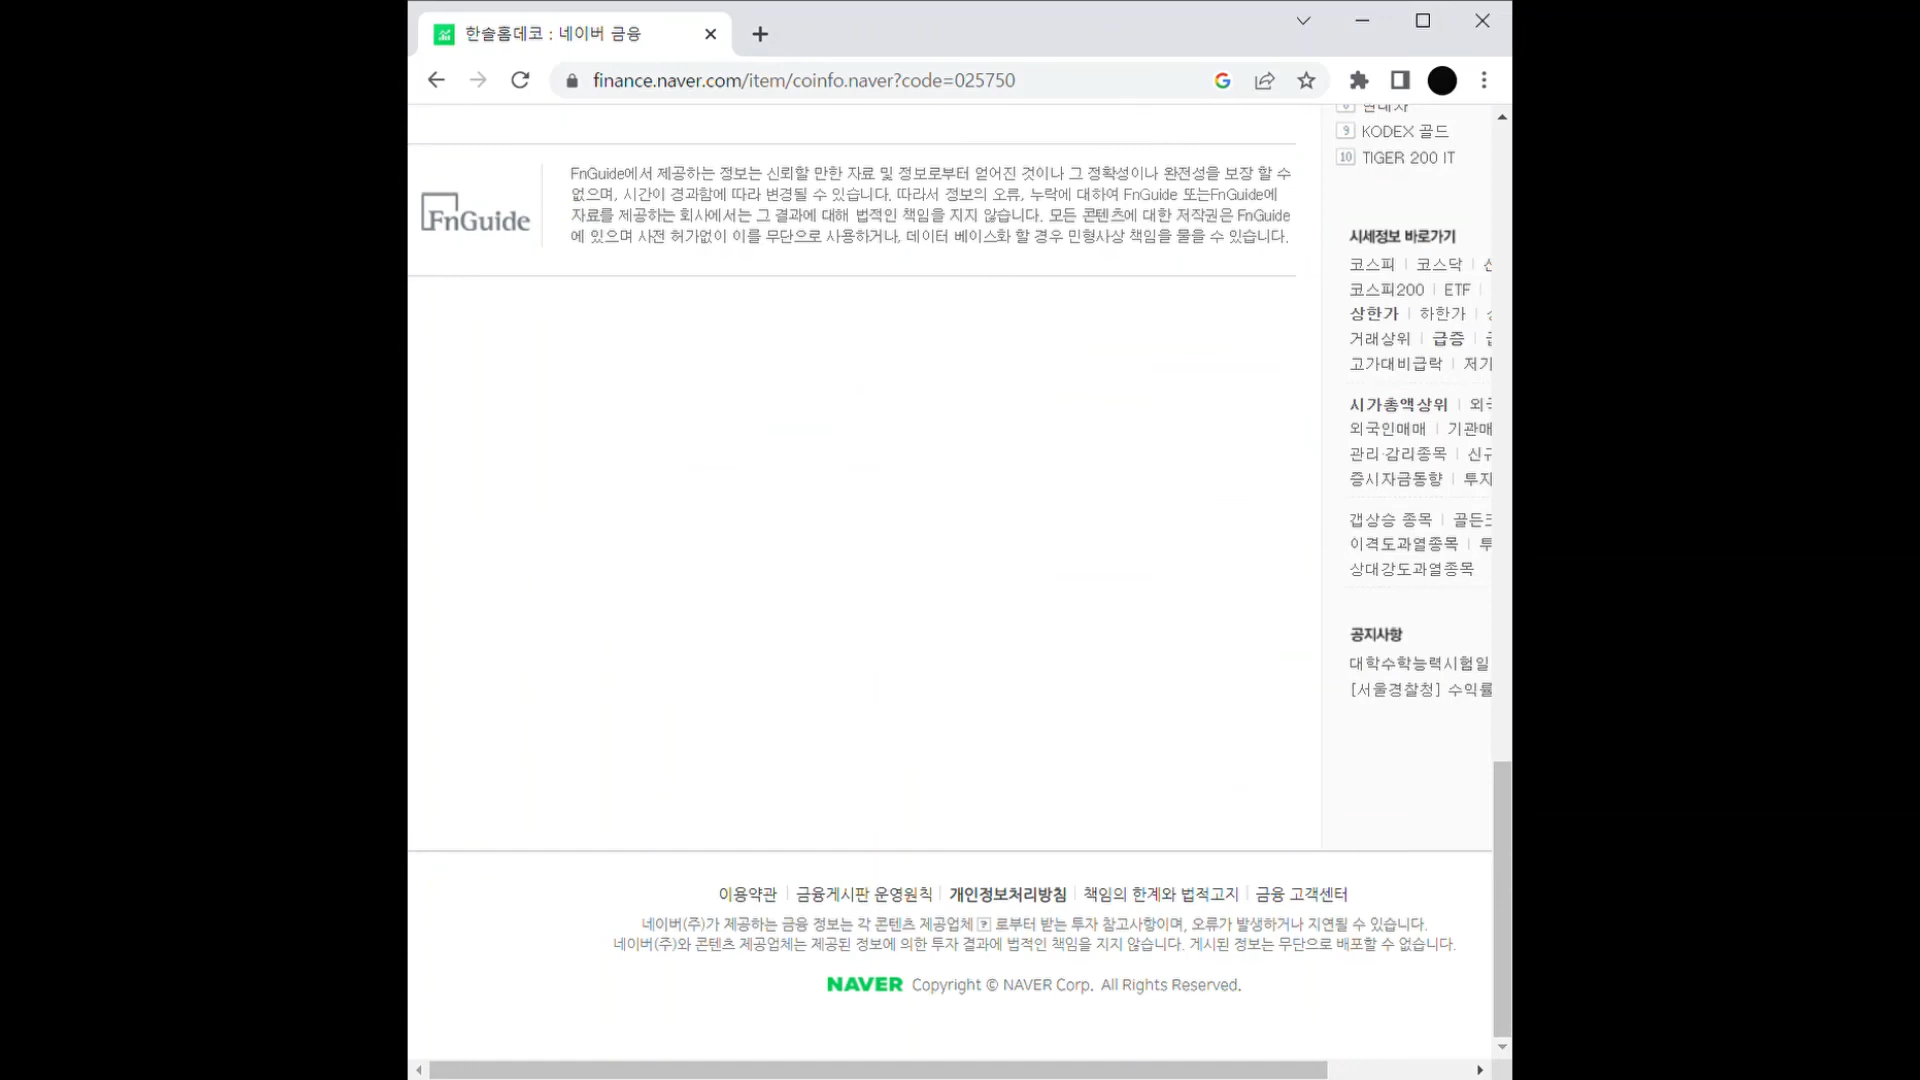 한솔홈데코 : 네이버 금융
finance.naver.com/item/coinfo.naver?code=025750
9 KODEX 골드
10 TIGER 200 IT
FnGuide
FnGuide에서 제공하는 정보는 신뢰할 만한 자료 및 정보로부터 얻어진 것이나 그 정확성이나 완전성을 보장 할 수
없으며, 시간이 경과함에 따라 변경될 수 있습니다. 따라서 정보의 오류, 누락에 대하여 FnGuide 또는FnGuide에
자료를 제공하는 회사에서는 그 결과에 대해 법적인 책임을 지지 않습니다. 모든 콘텐츠에 대한 저작권은 FnGuide
에 있으며 사전 허가없이 이를 무단으로 사용하거나, 데이터 베이스화 할 경우 민형사상 책임을 물을 수 있습니다.
시세정보 바로가기
코스피 | 코스닥 |
코스피200 | ETF |
상한가 | 하한가 |
거래상위 | 급증 |
고가대비급락 | 저가
시가총액상위 |
외국인매매 | 기관매
관리·감리종목 | 신규
증시자금동향 | 투자
갭상승 종목 | 골든크
이격도과열종목 | 투
상대강도과열종목
공지사항
대학수학능력시험일
[서울경찰청] 수익률
이용약관 | 금융게시판 운영원칙 | 개인정보처리방침 | 책임의 한계와 법적고지 | 금융 고객센터
네이버(주)가 제공하는 금융 정보는 각 콘텐츠 제공업체 ? 로부터 받는 투자 참고사항이며, 오류가 발생하거나 지연될 수 있습니다.
네이버(주)와 콘텐츠 제공업체는 제공된 정보에 의한 투자 결과에 법적인 책임을 지지 않습니다. 게시된 정보는 무단으로 배포할 수 없습니다.
NAVER Copyright © NAVER Corp. All Rights Reserved.